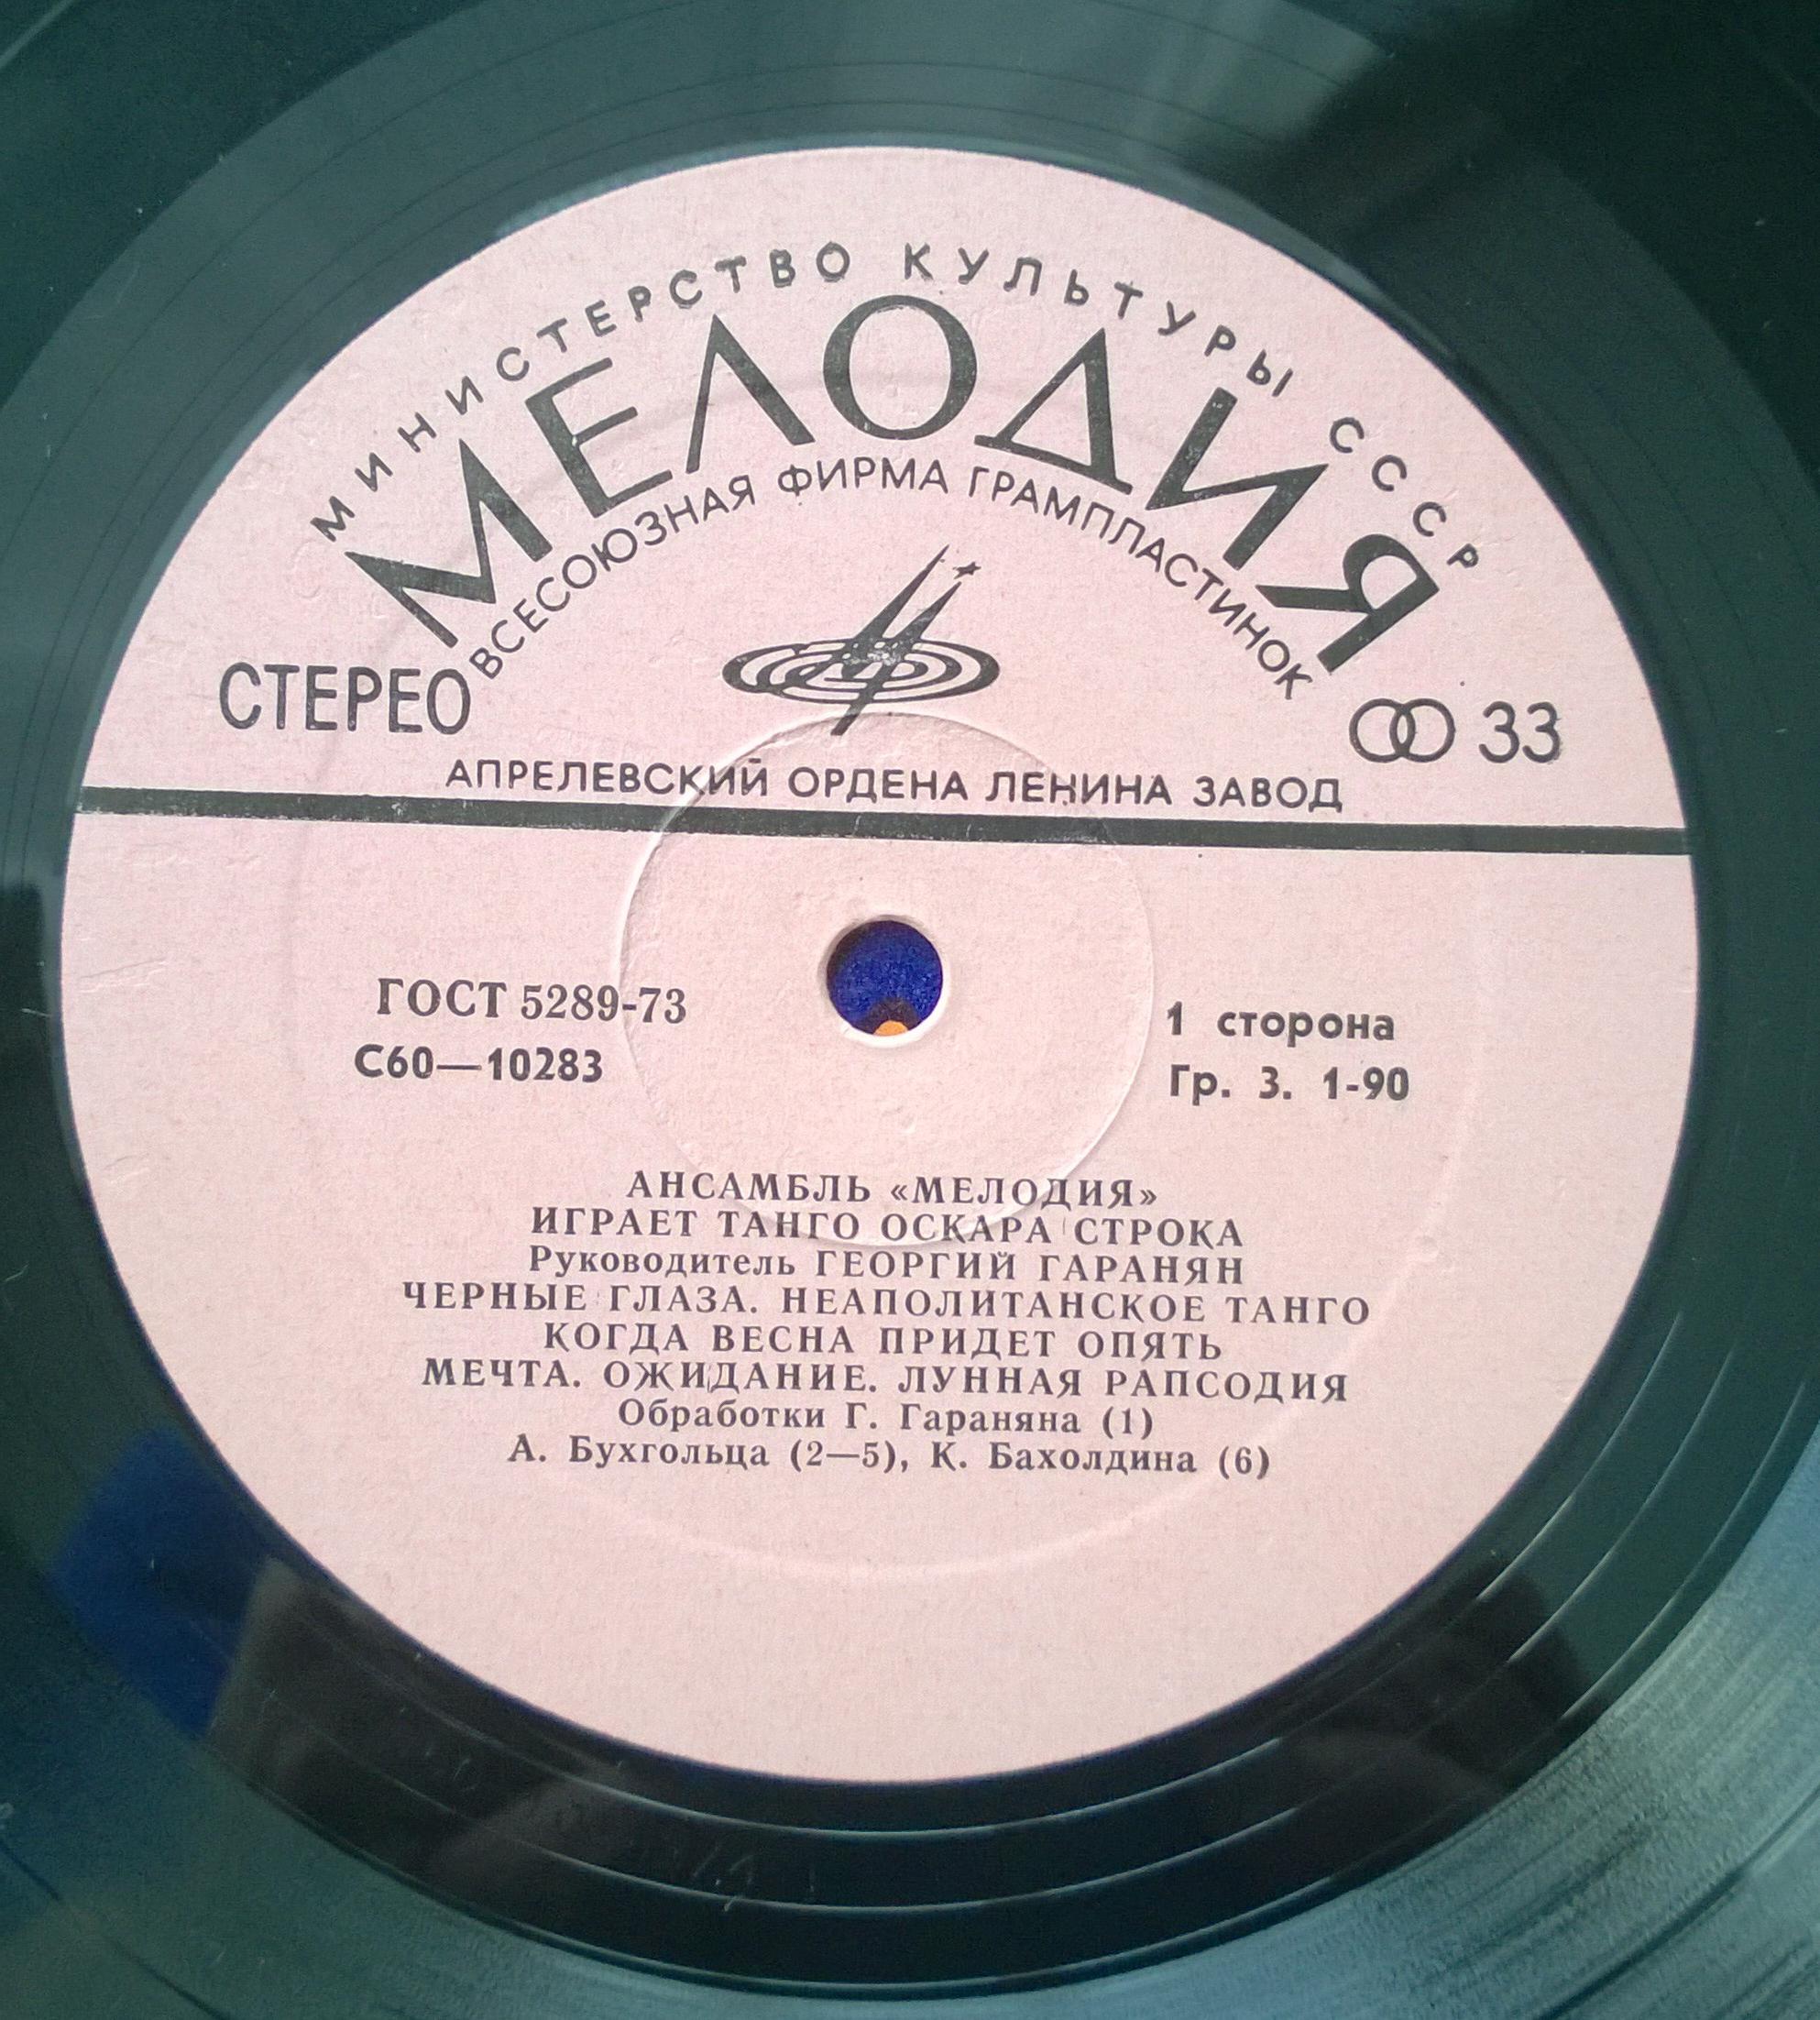 МИНИСТЕРСТВО КУЛЬТУРЫ СССР
МЕЛОДИЯ
ВСЕСОЮЗНАЯ ФИРМА ГРАМПЛАСТИНОК
СТЕРЕО
33
АПРЕЛЕВСКИЙ ОРДЕНА ЛЕНИНА ЗАВОД
ГОСТ 5289-73
С60—10283
1 сторона
Гр. 3. 1-90
АНСАМБЛЬ «МЕЛОДИЯ»
ИГРАЕТ ТАНГО ОСКАРА СТРОКА
Руководитель ГЕОРГИЙ ГАРАНЯН
ЧЕРНЫЕ ГЛАЗА. НЕАПОЛИТАНСКОЕ ТАНГО
КОГДА ВЕСНА ПРИДЕТ ОПЯТЬ
МЕЧТА. ОЖИДАНИЕ. ЛУННАЯ РАПСОДИЯ
Обработки Г. Гараняна (1)
А. Бухгольца (2—5), К. Бахолдина (6)